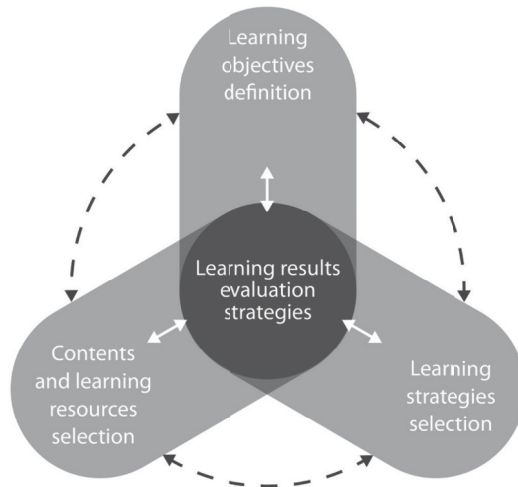 Learning
objectives
definition
Learning results
evaluation
strategies
Contents
and learning
resources
selection
Learning
strategies
selection